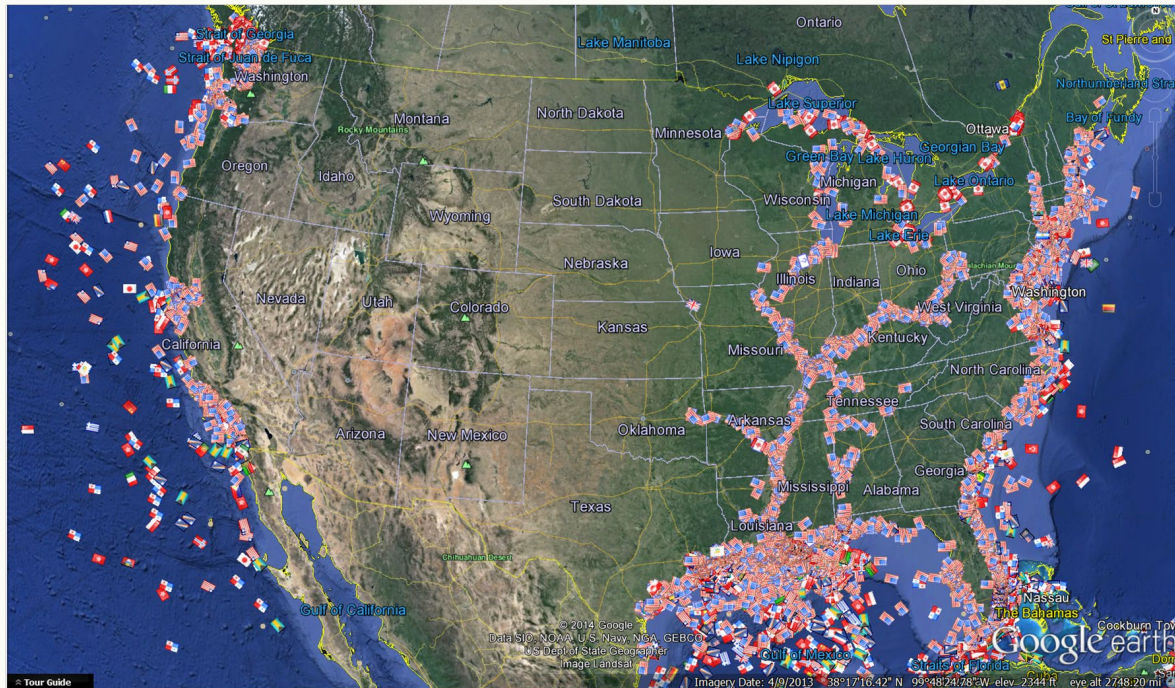 Ontario
Lake Manitoba
St Pierre and
Strait of Georgia
Lake Nipigon
Strait of Juan de Fuca
Washington
Northumberland Stra
Lake Superior
North Dakota
Bay of Fundy
Montana
Rocky Mountains
Minnesota
Ottawa
Georgian Bay
Green Bay
Lake Huron
Oregon
Idaho
Michigan
Lake Ontario
South Dakota
Wisconsin
Wyoming
Lake Michigan
Lake Erie
Iowa
Nebraska
Ohio
Illinois
Indiana
Nevada
Utah
Colorado
Washington
West Virginia
Kansas
Kentucky
California
Missouri
North Carolina
Tennessee
Arkansas
South Carolina
Oklahoma
Arizona
New Mexico
Georgia
Mississippi
Alabama
Texas
Louisiana
Chihuahuan Desert
Nassau
Gulf of California
The Bahamas
© 2014 Google
Data SIO, NOAA, U.S. Navy, NGA, GEBCO
US Dept of State Geographer
Image Landsat
Cockburn Tow
Google earth
Gulf of Mexico
Straits of Florida
Cuba
Tour Guide
Imagery Date: 4/9/2013 38°17'16.42" N 99°48'24.78" W elev 2344 ft eye alt 2748.20 mi